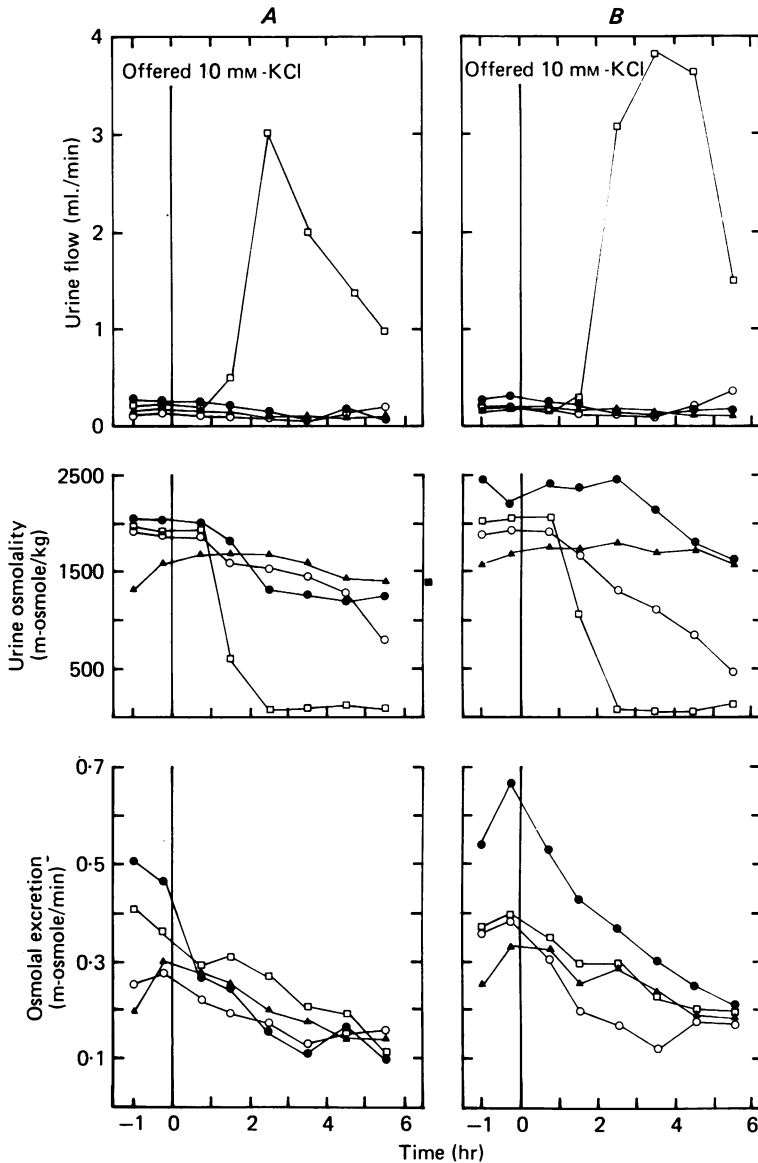 A
B
4
Offered 10 mM-KCl
Offered 10 mM-KCl
3
2
1
0
Urine flow (ml./min)
2500
1500
500
Urine osmolality
(m-osmole/kg)
0·7
0·5
0·3
0·1
Osmolal excretion
(m-osmole/min)
−1 0 2 4 6
−1 0 2 4 6
Time (hr)